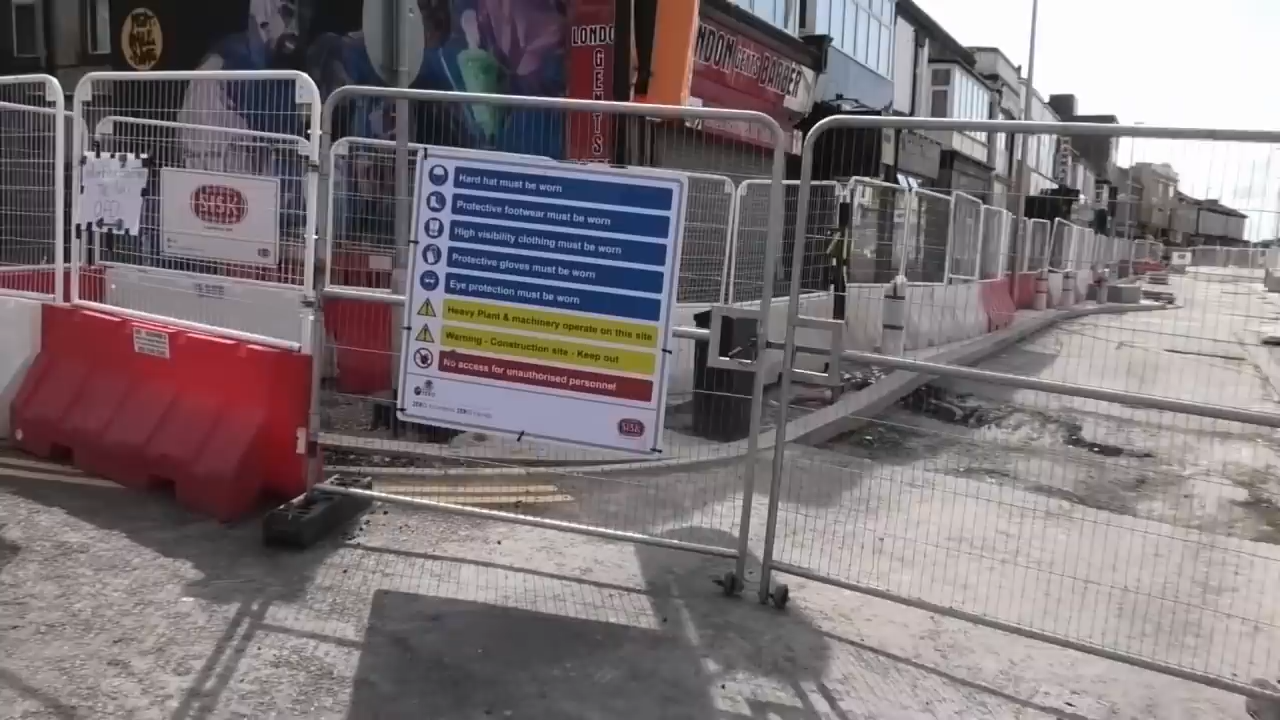 LONDO
GENTS
NDON GENTS BARBER
SISK
Hard hat must be worn
Protective footwear must be worn
High visibility clothing must be worn
Protective gloves must be worn
Eye protection must be worn
Heavy Plant & machinery operate on this site
Warning - Construction site - Keep out
No access for unauthorised personnel
SISK